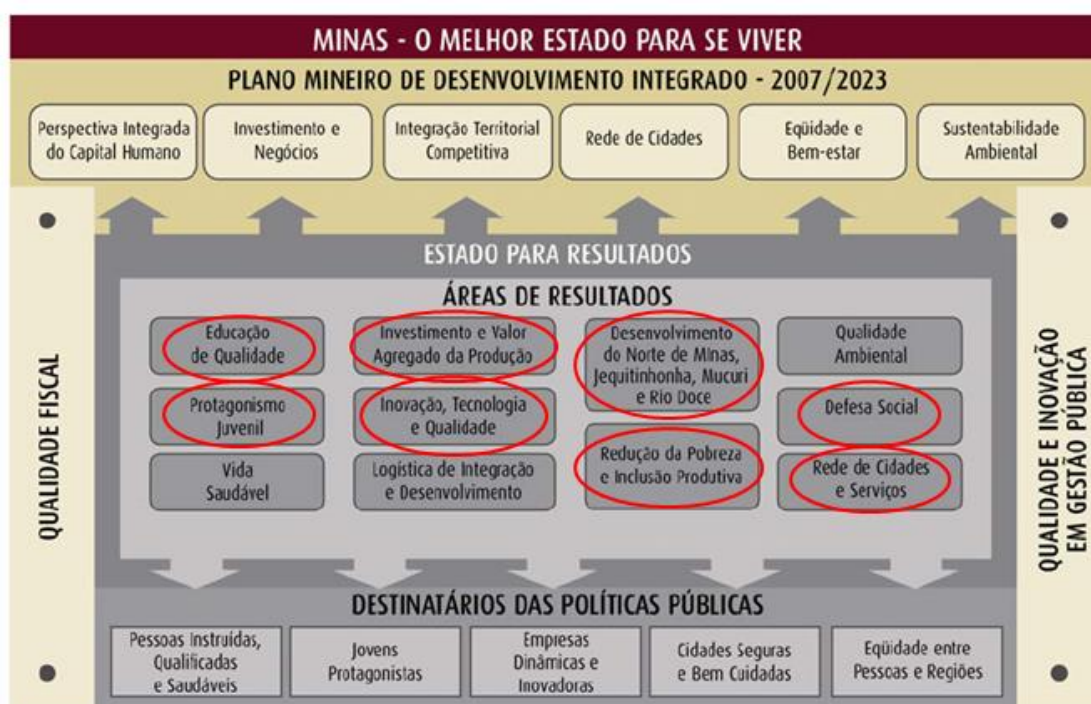 MINAS - O MELHOR ESTADO PARA SE VIVER
PLANO MINEIRO DE DESENVOLVIMENTO INTEGRADO - 2007/2023
Perspectiva Integrada
do Capital Humano
Investimento e
Negócios
Integração Territorial
Competitiva
Rede de Cidades
Eqüidade e
Bem-estar
Sustentabilidade
Ambiental
QUALIDADE FISCAL
ESTADO PARA RESULTADOS
ÁREAS DE RESULTADOS
Educação
de Qualidade
Protagonismo
Juvenil
Vida
Saudável
Investimento e Valor
Agregado da Produção
Inovação, Tecnologia
e Qualidade
Logística de Integração
e Desenvolvimento
Desenvolvimento
do Norte de Minas,
Jequitinhonha, Mucuri
e Rio Doce
Redução da Pobreza
e Inclusão Produtiva
Qualidade
Ambiental
Defesa Social
Rede de Cidades
e Serviços
QUALIDADE E INOVAÇÃO
EM GESTÃO PÚBLICA
DESTINATÁRIOS DAS POLÍTICAS PÚBLICAS
Pessoas Instruídas,
Qualificadas
e Saudáveis
Jovens
Protagonistas
Empresas
Dinâmicas e
Inovadoras
Cidades Seguras
e Bem Cuidadas
Eqüidade entre
Pessoas e Regiões